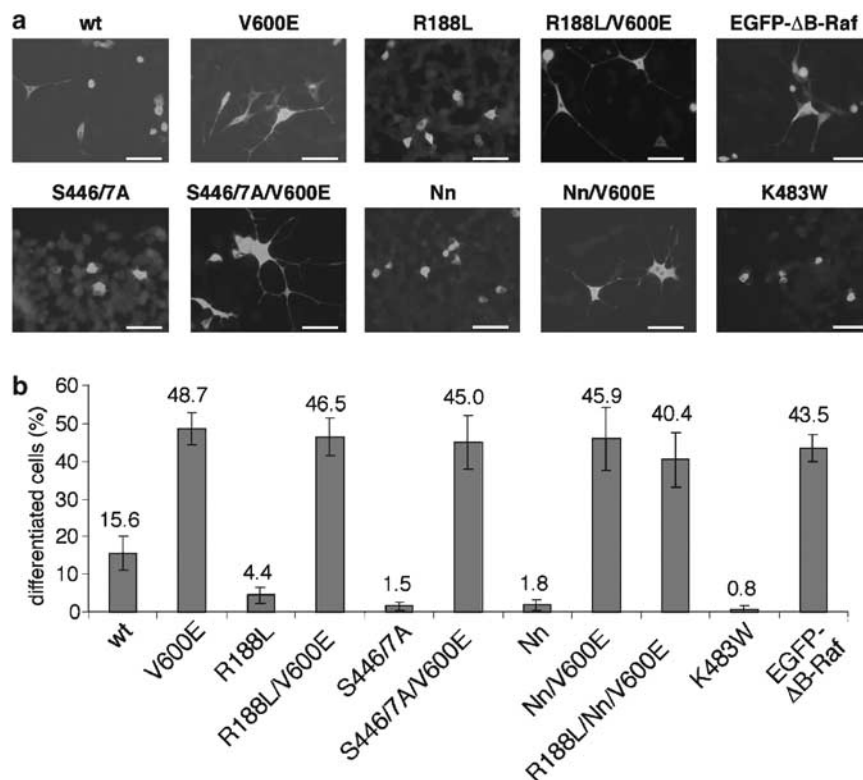 a
wt V600E R188L R188L/V600E EGFP-ΔB-Raf
S446/7A S446/7A/V600E Nn Nn/V600E K483W
b
differentiated cells (%)
60
50
40
30
20
10
0
15.6
48.7
4.4
46.5
1.5
45.0
1.8
45.9
40.4
0.8
43.5
wt
V600E
R188L
R188L/V600E
S446/7A
S446/7A/V600E
Nn
Nn/V600E
R188L/Nn/V600E
K483W
EGFP-
ΔB-Raf